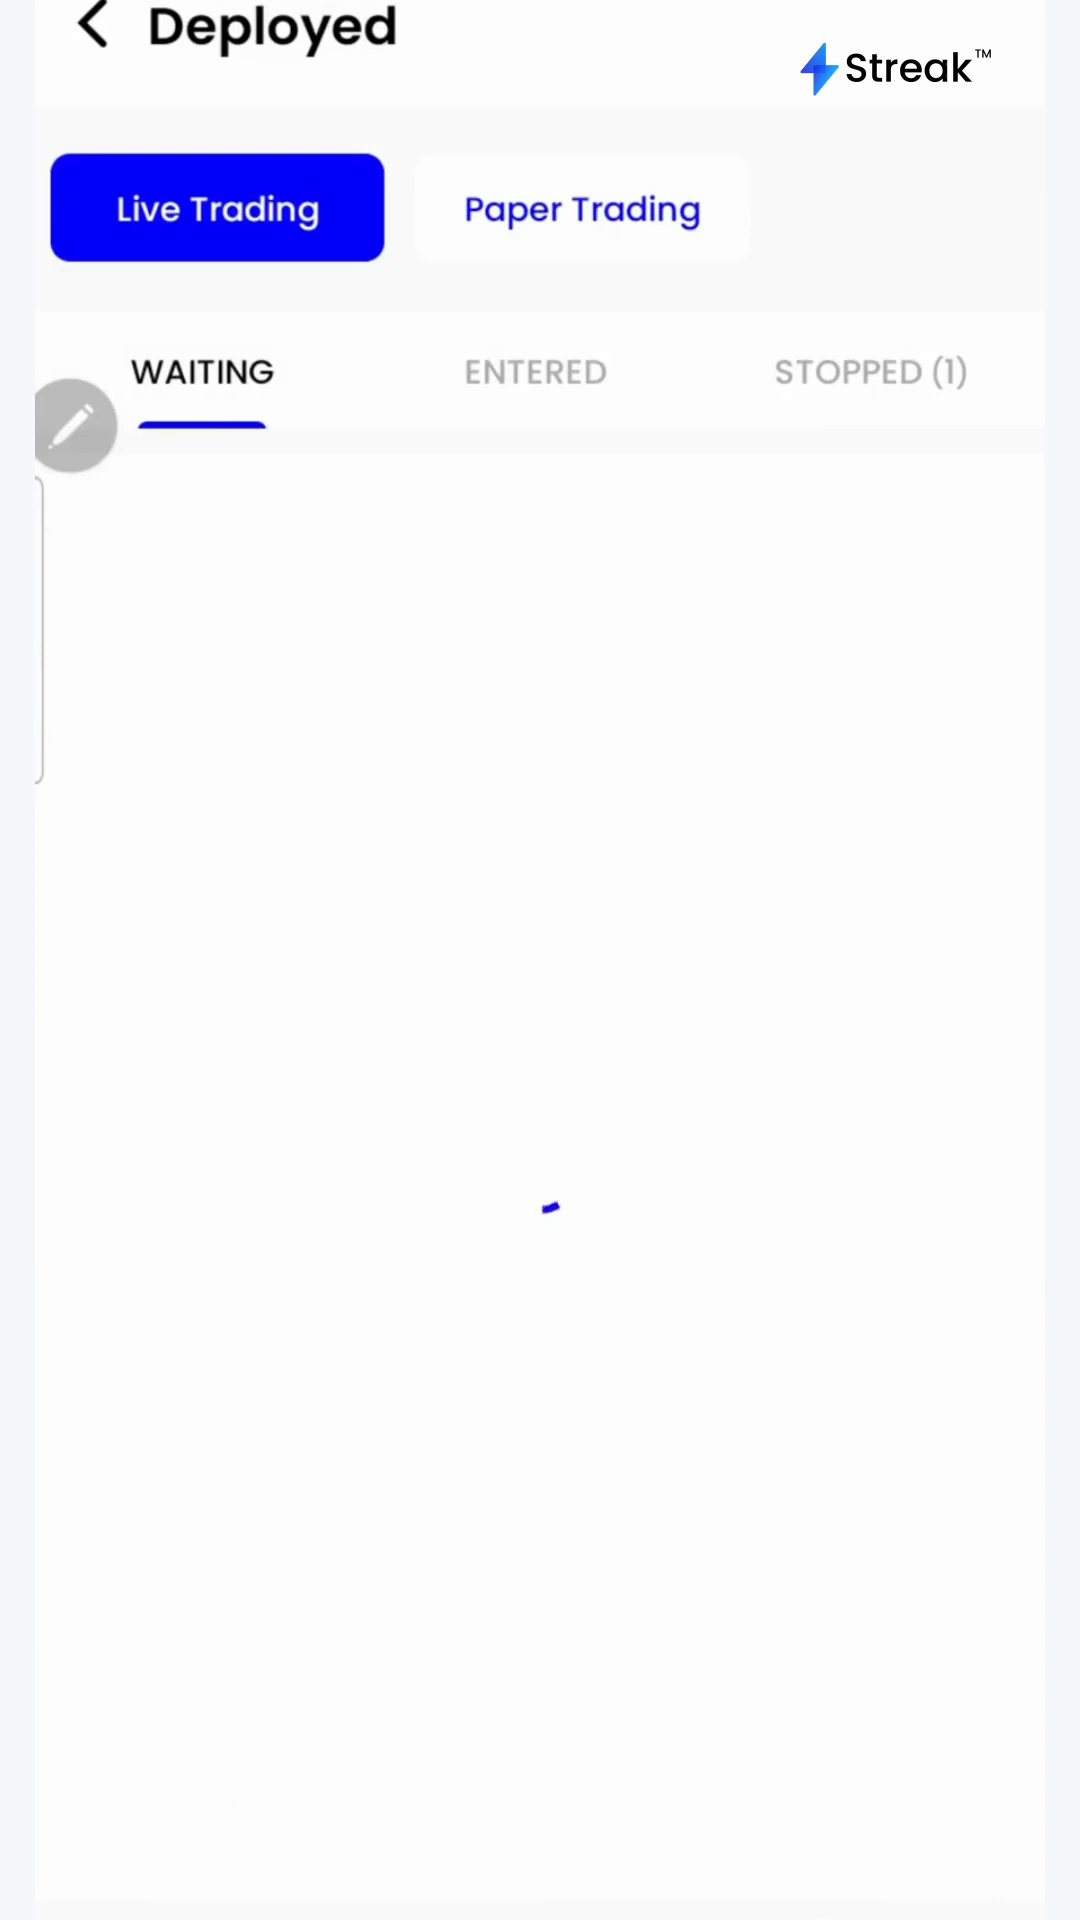 Deployed
Streak™
Live Trading
Paper Trading
WAITING
ENTERED
STOPPED (1)